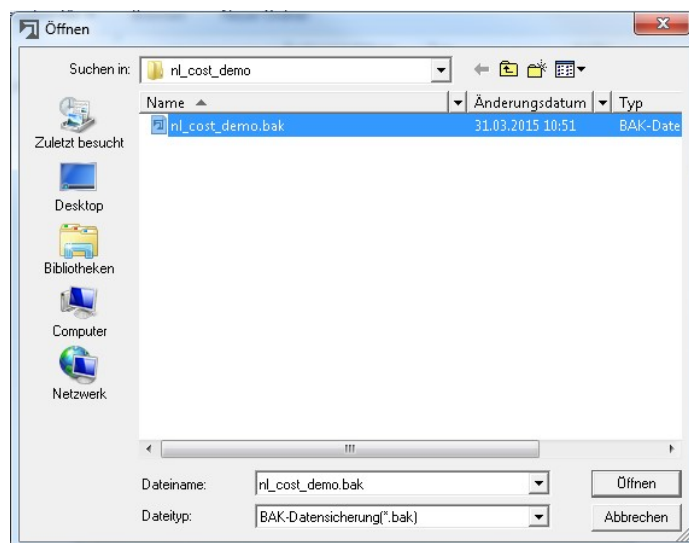 Öffnen
Suchen in:
nl_cost_demo
Name
Änderungsdatum
Typ
nl_cost_demo.bak
31.03.2015 10:51
BAK-Date
Zuletzt besucht
Desktop
Bibliotheken
Computer
Netzwerk
Dateiname:
nl_cost_demo.bak
Öffnen
Dateityp:
BAK-Datensicherung(*.bak)
Abbrechen